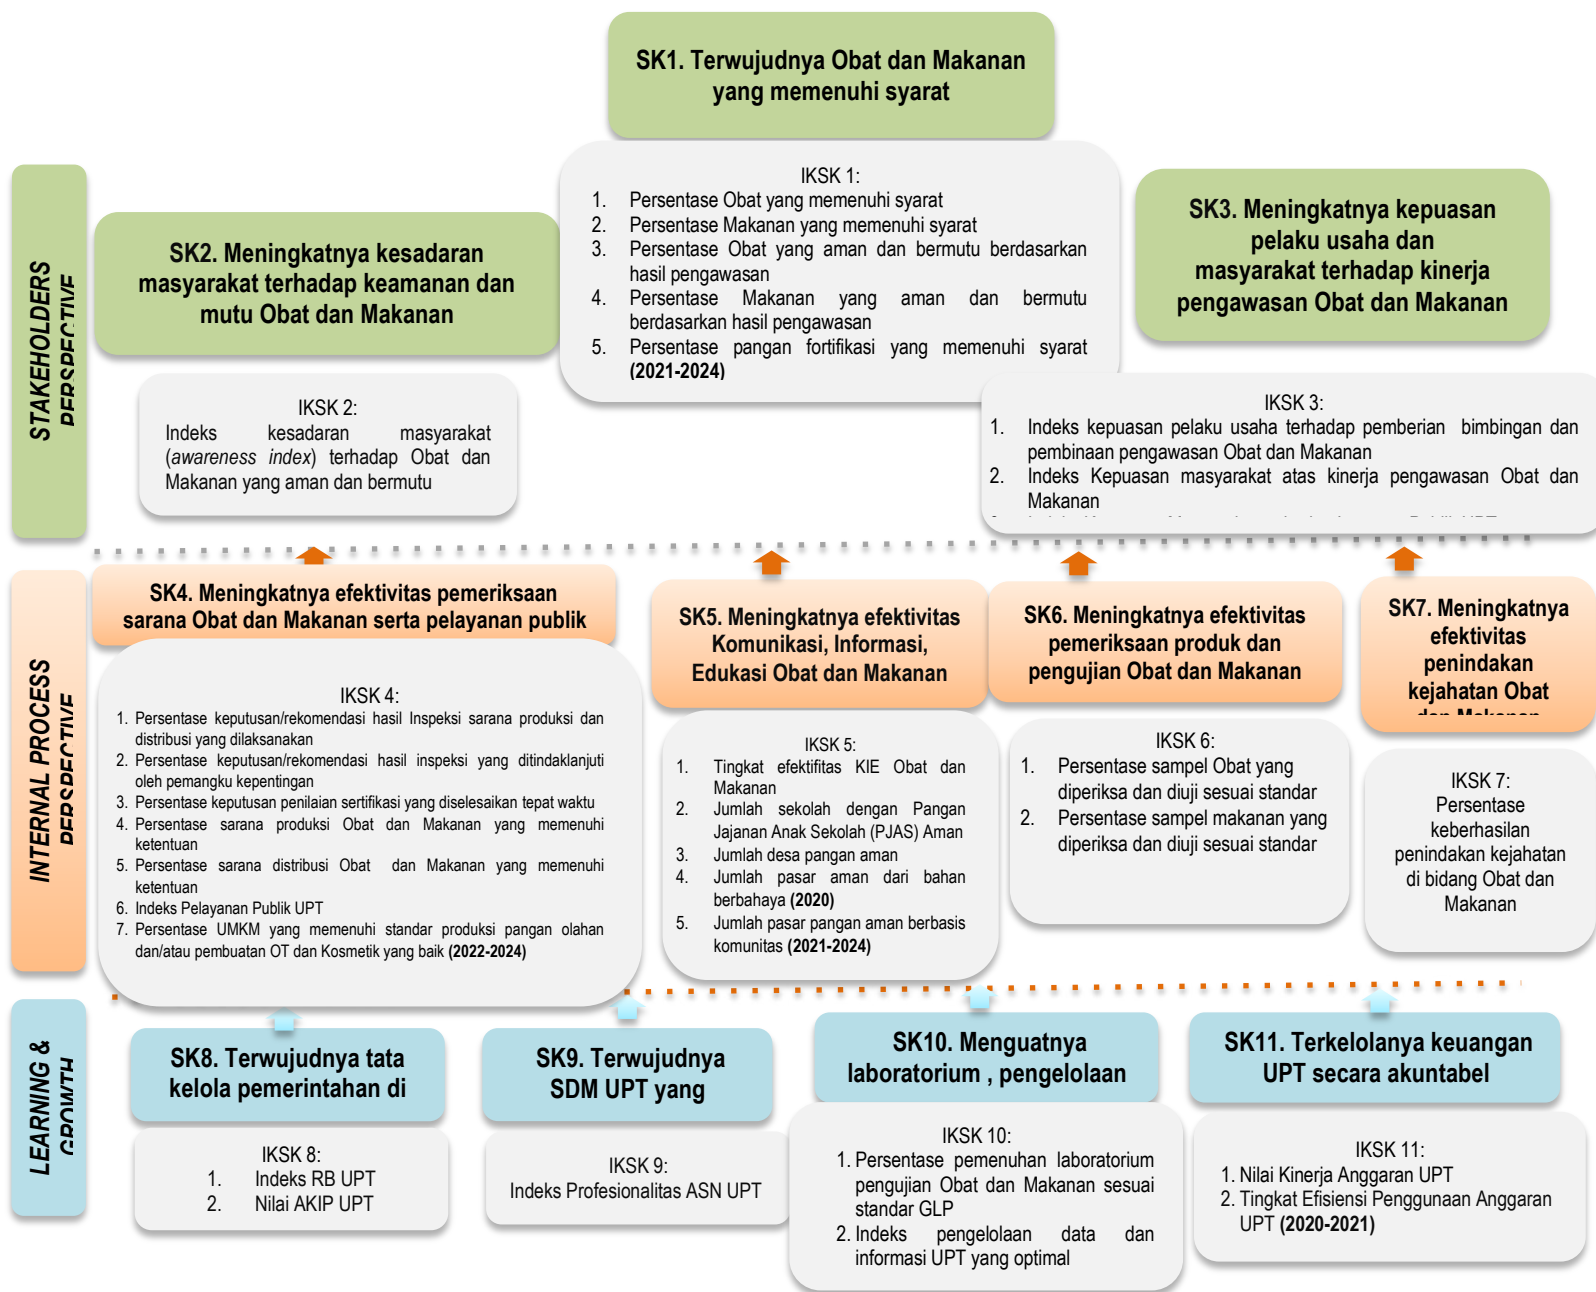 SK1. Terwujudnya Obat dan Makanan
yang memenuhi syarat
STAKEHOLDERS
PERSPECTIVE
SK2. Meningkatnya kesadaran
masyarakat terhadap keamanan dan
mutu Obat dan Makanan
IKSK 1:
1. Persentase Obat yang memenuhi syarat
2. Persentase Makanan yang memenuhi syarat
3. Persentase Obat yang aman dan bermutu berdasarkan
hasil pengawasan
4. Persentase Makanan yang aman dan bermutu
berdasarkan hasil pengawasan
5. Persentase pangan fortifikasi yang memenuhi syarat
(2021-2024)
SK3. Meningkatnya kepuasan
pelaku usaha dan
masyarakat terhadap kinerja
pengawasan Obat dan Makanan
IKSK 2:
Indeks kesadaran masyarakat
(awareness index) terhadap Obat dan
Makanan yang aman dan bermutu
IKSK 3:
1. Indeks kepuasan pelaku usaha terhadap pemberian bimbingan dan
pembinaan pengawasan Obat dan Makanan
2. Indeks Kepuasan masyarakat atas kinerja pengawasan Obat dan
Makanan
INTERNAL PROCESS
PERSPECTIVE
SK4. Meningkatnya efektivitas pemeriksaan
sarana Obat dan Makanan serta pelayanan publik
IKSK 4:
1. Persentase keputusan/rekomendasi hasil Inspeksi sarana produksi dan
distribusi yang dilaksanakan
2. Persentase keputusan/rekomendasi hasil inspeksi yang ditindaklanjuti
oleh pemangku kepentingan
3. Persentase keputusan penilaian sertifikasi yang diselesaikan tepat waktu
4. Persentase sarana produksi Obat dan Makanan yang memenuhi
ketentuan
5. Persentase sarana distribusi Obat dan Makanan yang memenuhi
ketentuan
6. Indeks Pelayanan Publik UPT
7. Persentase UMKM yang memenuhi standar produksi pangan olahan
dan/atau pembuatan OT dan Kosmetik yang baik (2022-2024)
SK5. Meningkatnya efektivitas
Komunikasi, Informasi,
Edukasi Obat dan Makanan
IKSK 5:
1. Tingkat efektifitas KIE Obat dan
Makanan
2. Jumlah sekolah dengan Pangan
Jajanan Anak Sekolah (PJAS) Aman
3. Jumlah desa pangan aman
4. Jumlah pasar aman dari bahan
berbahaya (2020)
5. Jumlah pasar pangan aman berbasis
komunitas (2021-2024)
SK6. Meningkatnya efektivitas
pemeriksaan produk dan
pengujian Obat dan Makanan
IKSK 6:
1. Persentase sampel Obat yang
diperiksa dan diuji sesuai standar
2. Persentase sampel makanan yang
diperiksa dan diuji sesuai standar
SK7. Meningkatnya
efektivitas
penindakan
kejahatan Obat
dan Makanan
IKSK 7:
Persentase
keberhasilan
penindakan kejahatan
di bidang Obat dan
Makanan
LEARNING &
GROWTH
SK8. Terwujudnya tata
kelola pemerintahan di
IKSK 8:
1. Indeks RB UPT
2. Nilai AKIP UPT
SK9. Terwujudnya
SDM UPT yang
IKSK 9:
Indeks Profesionalitas ASN UPT
SK10. Menguatnya
laboratorium , pengelolaan
IKSK 10:
1. Persentase pemenuhan laboratorium
pengujian Obat dan Makanan sesuai
standar GLP
2. Indeks pengelolaan data dan
informasi UPT yang optimal
SK11. Terkelolanya keuangan
UPT secara akuntabel
IKSK 11:
1. Nilai Kinerja Anggaran UPT
2. Tingkat Efisiensi Penggunaan Anggaran
UPT (2020-2021)